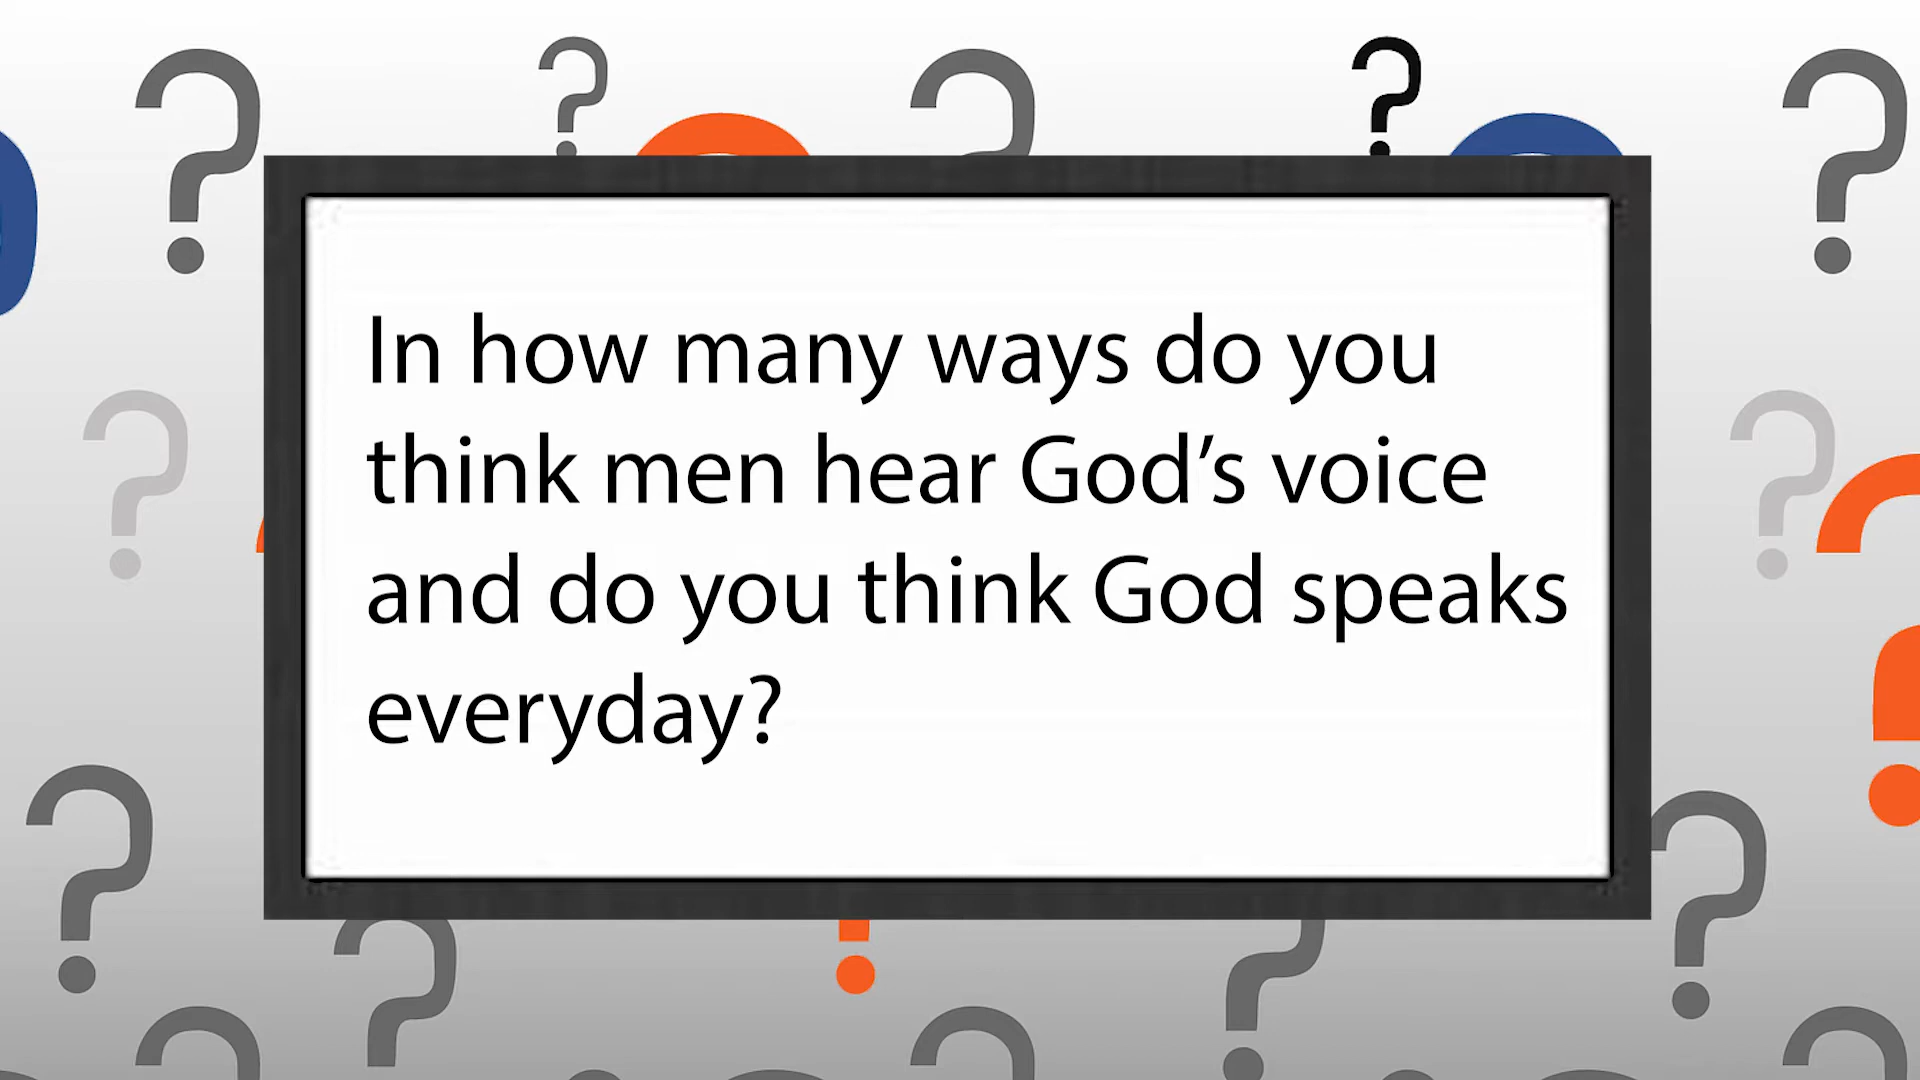 In how many ways do you
think men hear God’s voice
and do you think God speaks
everyday?